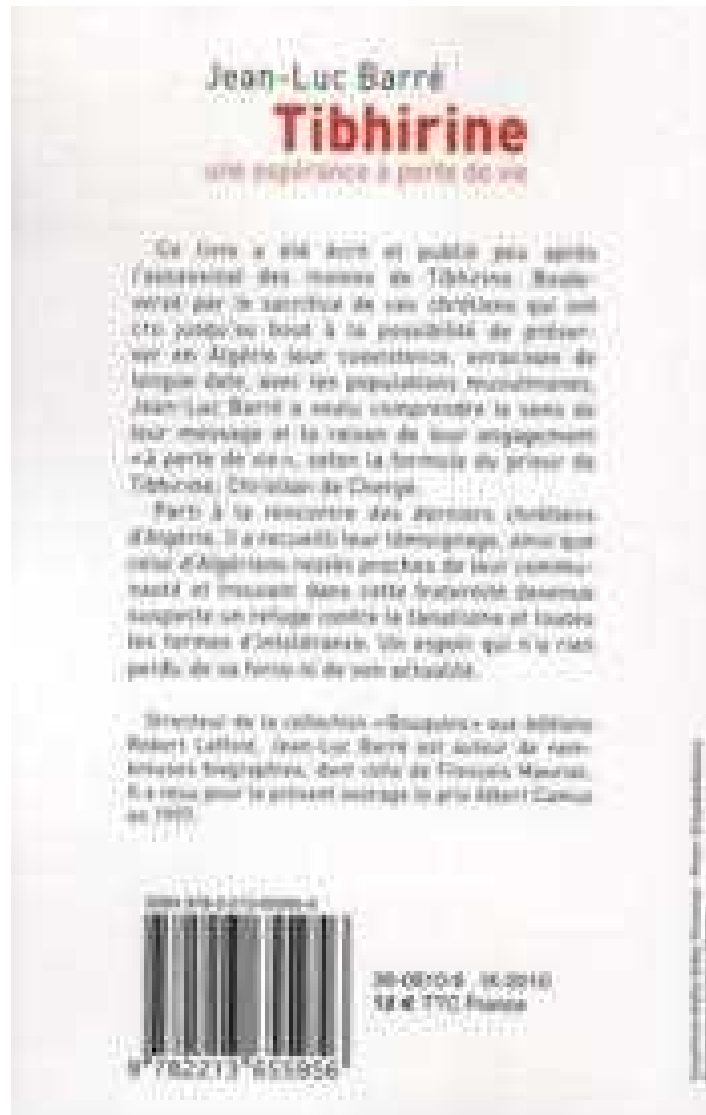 Jean-Luc Barré
Tibhirine
une espérance à perte de vie
Ce livre a été écrit et publié peu après
l'assassinat des moines de Tibhirine. Boule-
versé par le sacrifice de ces chrétiens qui ont
cru jusqu'au bout à la possibilité de préser-
ver en Algérie leur coexistence, enracinée de
longue date, avec les populations musulmanes,
Jean-Luc Barré a voulu comprendre le sens de
leur message et la raison de leur engagement
« à perte de vie », selon la formule du prieur de
Tibhirine, Christian de Chergé.
Parti à la rencontre des derniers chrétiens
d'Algérie, il a recueilli leur témoignage, ainsi que
celui d'Algériens restés proches de leur commu-
nauté et trouvant dans cette fraternité devenue
suspecte un refuge contre le fanatisme et toutes
les formes d'intolérance. Un espoir qui n'a rien
perdu de sa force ni de son actualité.
Directeur de la collection « Bouquins » aux éditions
Robert Laffont, Jean-Luc Barré est auteur de nom-
breuses biographies, dont celle de François Mauriac.
Il a reçu pour le présent ouvrage le prix Albert Camus
en 1997.
IX-2010
12 € TTC France
9 782213 655956